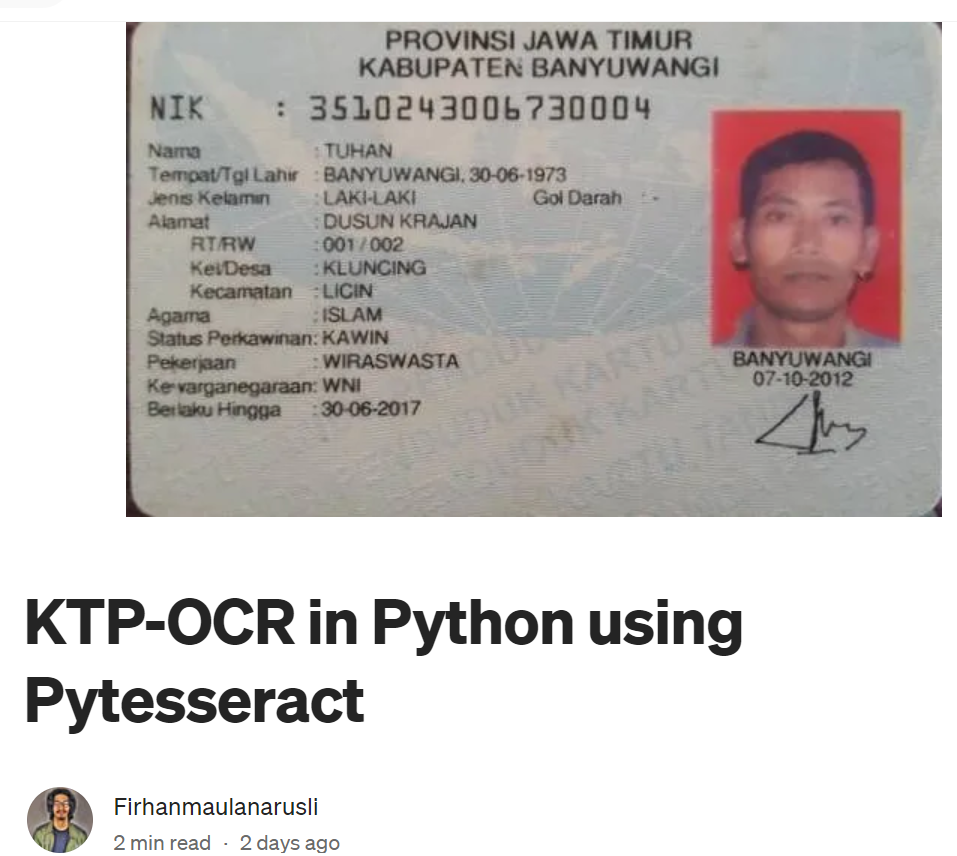 PROVINSI JAWA TIMUR
KABUPATEN BANYUWANGI
NIK : 3510243006730004
Nama : TUHAN
Tempat/Tgl Lahir : BANYUWANGI, 30-06-1973
Jenis Kelamin : LAKI-LAKI Gol Darah : -
Alamat : DUSUN KRAJAN
RT/RW : 001 / 002
Kel/Desa : KLUNCING
Kecamatan : LICIN
Agama : ISLAM
Status Perkawinan: KAWIN
Pekerjaan : WIRASWASTA
Kewarganegaraan: WNI
Berlaku Hingga : 30-06-2017
BANYUWANGI
07-10-2012
KTP-OCR in Python using
Pytesseract
Firhanmaulanarusli
2 min read · 2 days ago